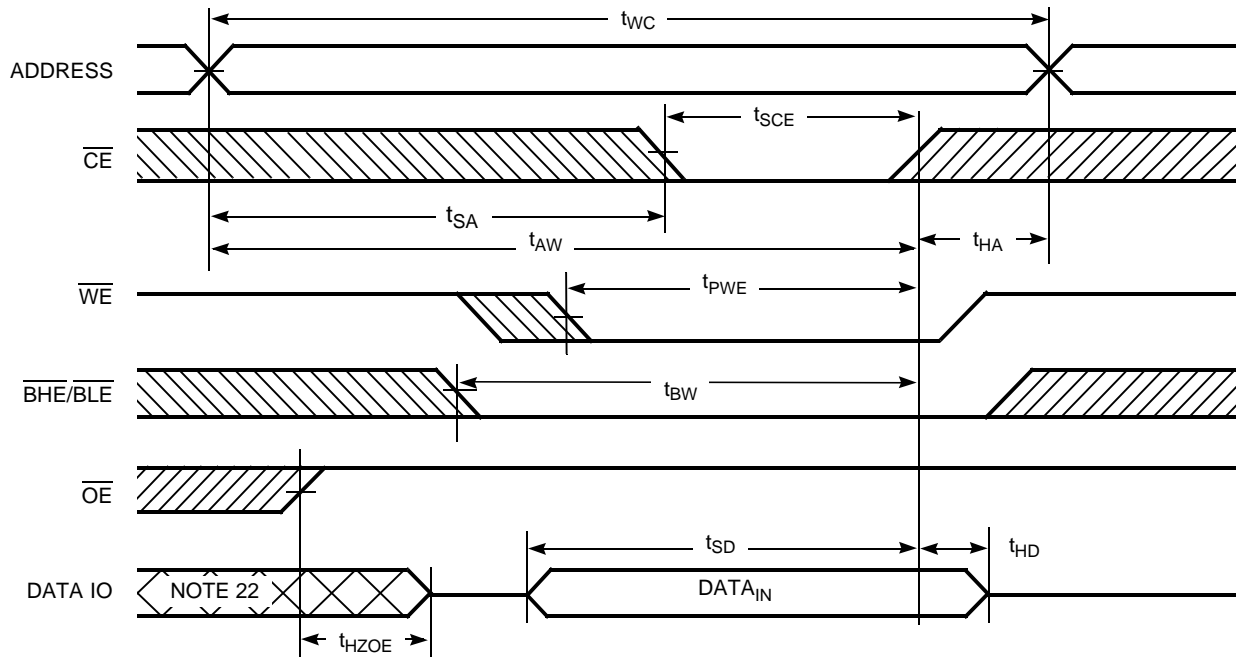 tWC
ADDRESS
tSCE
CE
tSA
tAW
tHA
WE
tPWE
BHE/BLE
tBW
OE
tSD
tHD
DATA IO
NOTE 22
DATAIN
tHZOE